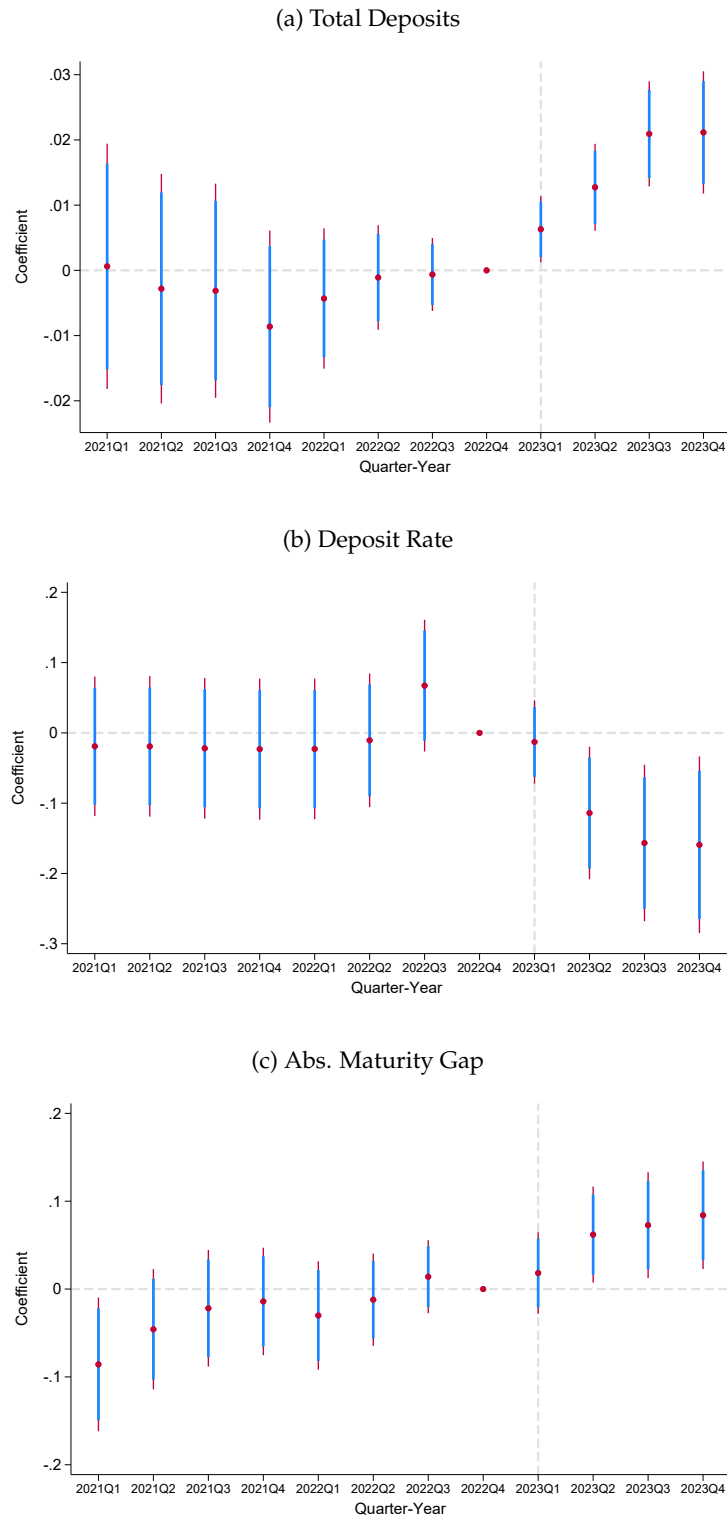 (a) Total Deposits
.03
.02
.01
0
-.01
-.02
Coefficient
2021Q1 2021Q2 2021Q3 2021Q4 2022Q1 2022Q2 2022Q3 2022Q4 2023Q1 2023Q2 2023Q3 2023Q4
Quarter-Year
(b) Deposit Rate
.2
.1
0
-.1
-.2
-.3
Coefficient
2021Q1 2021Q2 2021Q3 2021Q4 2022Q1 2022Q2 2022Q3 2022Q4 2023Q1 2023Q2 2023Q3 2023Q4
Quarter-Year
(c) Abs. Maturity Gap
.2
.1
0
-.1
-.2
Coefficient
2021Q1 2021Q2 2021Q3 2021Q4 2022Q1 2022Q2 2022Q3 2022Q4 2023Q1 2023Q2 2023Q3 2023Q4
Quarter-Year